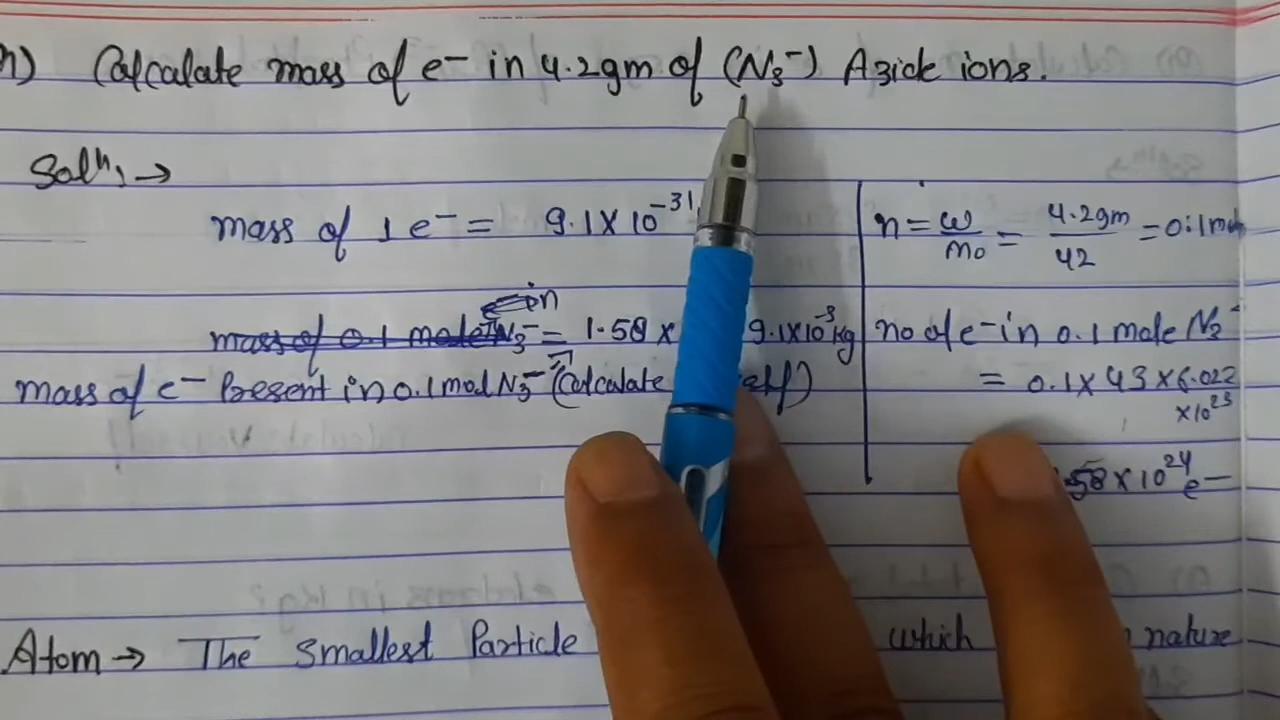 n) Calcalate mass of e⁻ in 4.2gm of (N₃⁻) Azide ions.
Solⁿ, →
mass of 1 e⁻ = 9.1×10⁻³¹
n = ω/mo = 4.2gm/42 = 0.1
in
mass of 0.1 mole N₃⁻ = 1.58 × 9.1×10⁻³ kg
mass of e⁻ Present in 0.1 mol N₃⁻ (Calculate
no of e⁻ in 0.1 mole N₃⁻
= 0.1×43×6.022
×10²³
58×10²⁴ e⁻
Atom → The smallest Particle which nature